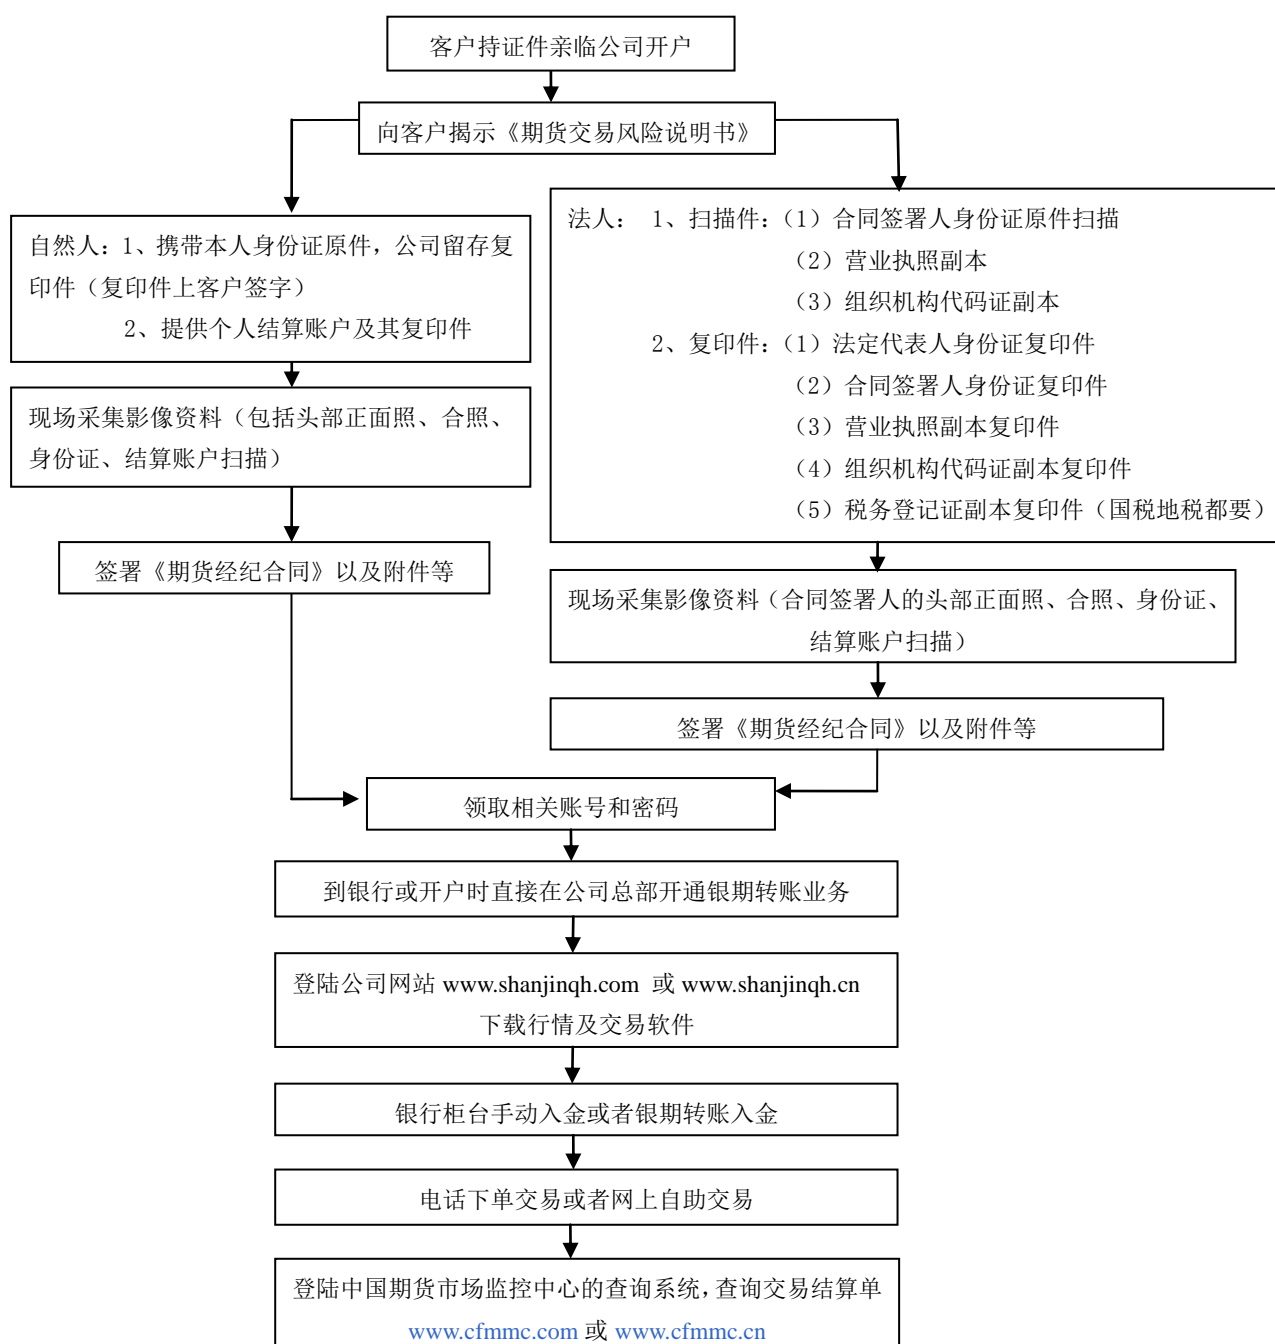 客户持证件亲临公司开户
向客户揭示《期货交易风险说明书》
自然人：1、携带本人身份证原件，公司留存复
印件（复印件上客户签字）
2、提供个人结算账户及其复印件
现场采集影像资料（包括头部正面照、合照、
身份证、结算账户扫描）
签署《期货经纪合同》以及附件等
法人： 1、扫描件：（1）合同签署人身份证原件扫描
（2）营业执照副本
（3）组织机构代码证副本
2、复印件：（1）法定代表人身份证复印件
（2）合同签署人身份证复印件
（3）营业执照副本复印件
（4）组织机构代码证副本复印件
（5）税务登记证副本复印件（国税地税都要）
现场采集影像资料（合同签署人的头部正面照、合照、身份证、
结算账户扫描）
签署《期货经纪合同》以及附件等
领取相关账号和密码
到银行或开户时直接在公司总部开通银期转账业务
登陆公司网站 www.shanjinqh.com 或 www.shanjinqh.cn
下载行情及交易软件
银行柜台手动入金或者银期转账入金
电话下单交易或者网上自助交易
登陆中国期货市场监控中心的查询系统，查询交易结算单
www.cfmmc.com 或 www.cfmmc.cn